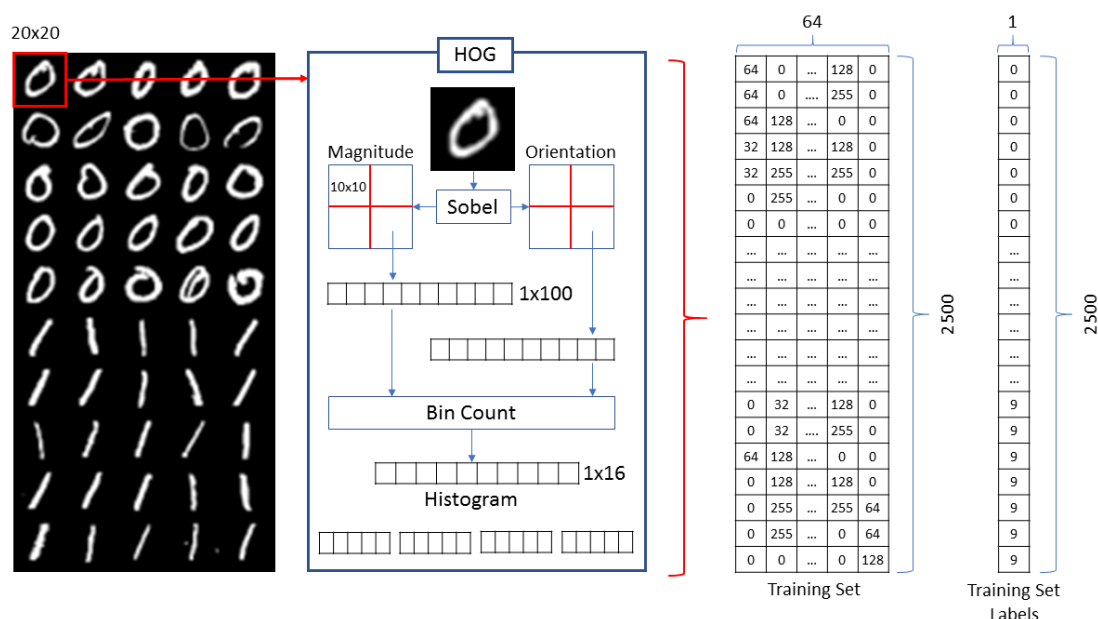 20x20
HOG
Magnitude
Orientation
10x10
Sobel
1x100
Bin Count
1x16
Histogram
64
64 0 ... 128 0
64 0 .... 255 0
64 128 ... 0 0
32 128 ... 128 0
32 255 ... 255 0
0 255 ... 0 0
0 0 ... 0 0
... ... ... ... ...
... ... ... ... ...
... ... ... ... ...
... ... ... ... ...
... ... ... ... ...
... ... ... ... ...
0 32 ... 128 0
0 32 .... 255 0
64 128 ... 0 0
0 128 ... 128 0
0 255 ... 255 64
0 255 ... 0 64
0 0 ... 0 128
2500
Training Set
1
0
0
0
0
0
0
0
...
...
...
...
...
...
9
9
9
9
9
9
9
2500
Training Set
Labels